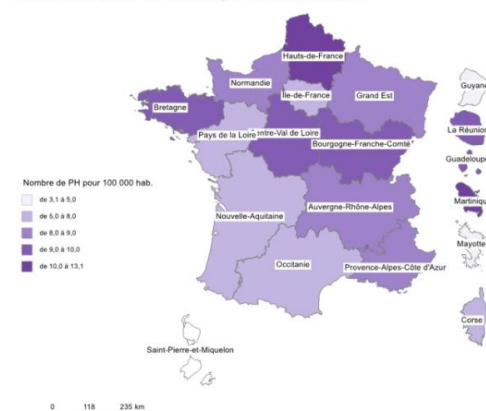 Hauts-de-France
Normandie
Île-de-France
Grand Est
Guyane
Bretagne
Pays de la Loire
entre-Val de Loire
Bourgogne-Franche-Comté
La Réunion
Guadeloupe
Nombre de PH pour 100 000 hab.
de 3,1 à 5,0
de 5,0 à 8,0
de 8,0 à 9,0
de 9,0 à 10,0
de 10,0 à 13,1
Auvergne-Rhône-Alpes
Martiniqu
Nouvelle-Aquitaine
Mayotte
Occitanie
Provence-Alpes-Côte d'Azur
Corse
Saint-Pierre-et-Miquelon
0 118 235 km